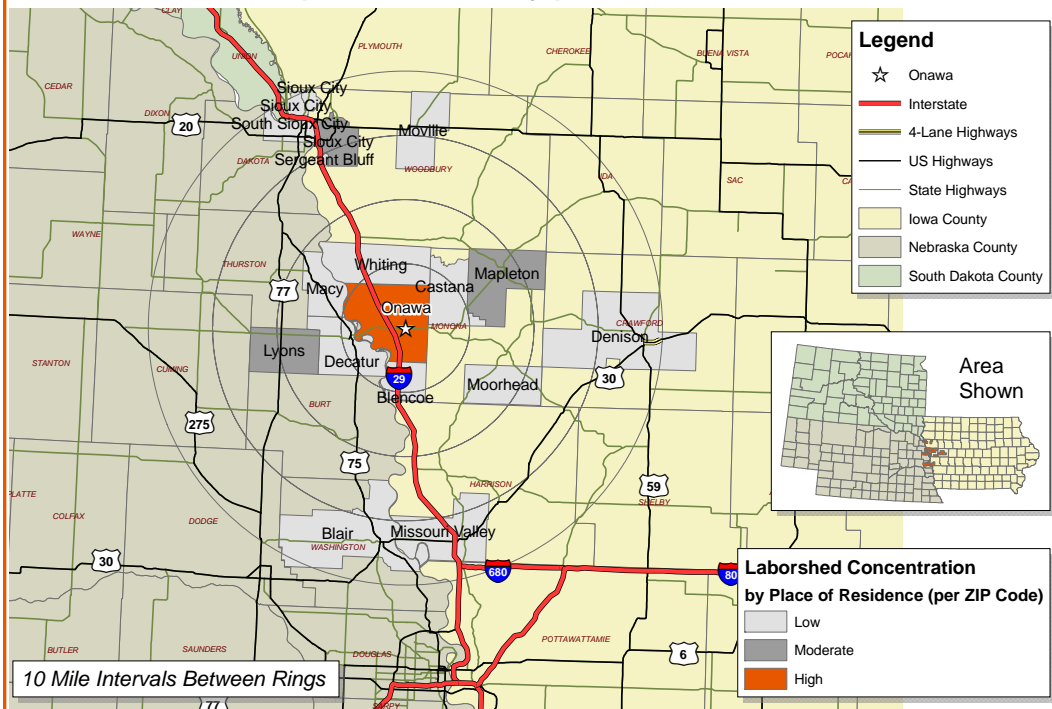 CLAY
PLYMOUTH
CHEROKEE
BUENA VISTA
UNION
CEDAR
DIXON
20
Sioux City
Sioux City
South Sioux City
Sioux City
Sergeant Bluff
Moville
DAKOTA
WOODBURY
IDA
SAC
WAYNE
THURSTON
77
Whiting
Macy
Castana
Mapleton
Onawa
MONONA
CRAWFORD
Denison
STANTON
CUMING
Lyons
Decatur
29
Blencoe
Moorhead
30
BURT
275
75
HARRISON
59
SHELBY
PLATTE
COLFAX
DODGE
Blair
WASHINGTON
Missouri Valley
30
680
80
POTTAWATTAMIE
BUTLER
SAUNDERS
DOUGLAS
6
SARPY
77
10 Mile Intervals Between Rings
Legend
Onawa
Interstate
4-Lane Highways
US Highways
State Highways
Iowa County
Nebraska County
South Dakota County
Area
Shown
Laborshed Concentration
by Place of Residence (per ZIP Code)
Low
Moderate
High